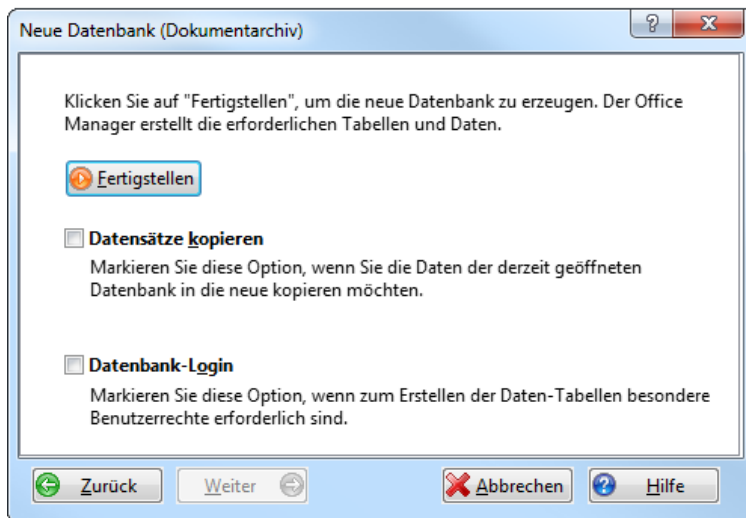 Neue Datenbank (Dokumentarchiv)
Klicken Sie auf "Fertigstellen", um die neue Datenbank zu erzeugen. Der Office
Manager erstellt die erforderlichen Tabellen und Daten.
Fertigstellen
Datensätze kopieren
Markieren Sie diese Option, wenn Sie die Daten der derzeit geöffneten
Datenbank in die neue kopieren möchten.
Datenbank-Login
Markieren Sie diese Option, wenn zum Erstellen der Daten-Tabellen besondere
Benutzerrechte erforderlich sind.
Zurück Weiter Abbrechen Hilfe